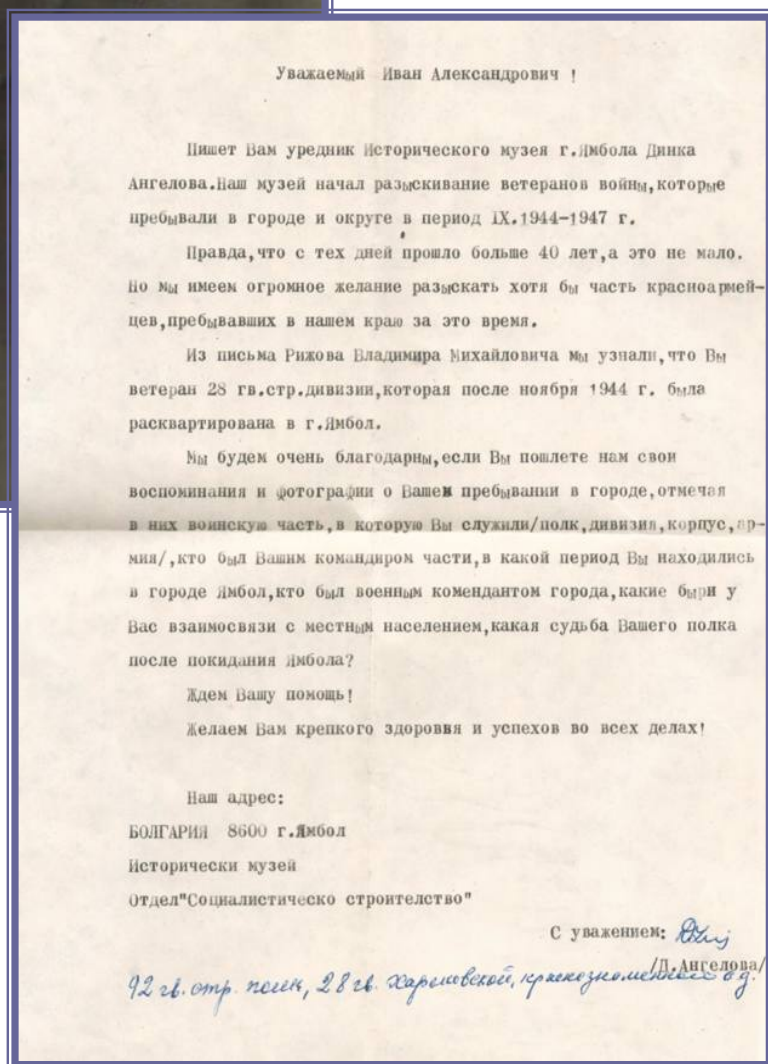 Уважаемый Иван Александрович !
Пишет Вам уредник Исторического музея г.Ямбола Динка
Ангелова.Наш музей начал разыскивание ветеранов войны,которые
пребывали в городе и округе в период IX.1944-1947 г.
Правда,что с тех дней прошло больше 40 лет,а это не мало.
Но мы имеем огромное желание разыскать хотя бы часть красноармей-
цев,пребывавших в нашем краю за это время.
Из письма Рижова Владимира Михайловича мы узнали,что Вы
ветеран 28 гв.стр.дивизии,которая после ноября 1944 г. была
расквартирована в г.Ямбол.
Мы будем очень благодарны,если Вы пошлете нам свои
воспоминания и фотографии о Вашем пребывании в городе,отмечая
в них воинскую часть,в которую Вы служили/полк,дивизия,корпус,ар-
мия/,кто был Вашим командиром части,в какой период Вы находились
в городе Ямбол,кто был военным комендантом города,какие быри у
Вас взаимосвязи с местным населением,какая судьба Вашего полка
после покидания Ямбола?
Ждем Вашу помощь!
Желаем Вам крепкого здоровья и успехов во всех делах!
Наш адрес:
БОЛГАРИЯ 8600 г.Ямбол
Исторически музей
Отдел"Социалистическо строителство"
С уважением:
/Д.Ангелова/
92 гв. стр. полк, 28 гв. Харьковской, краснознаменной д.